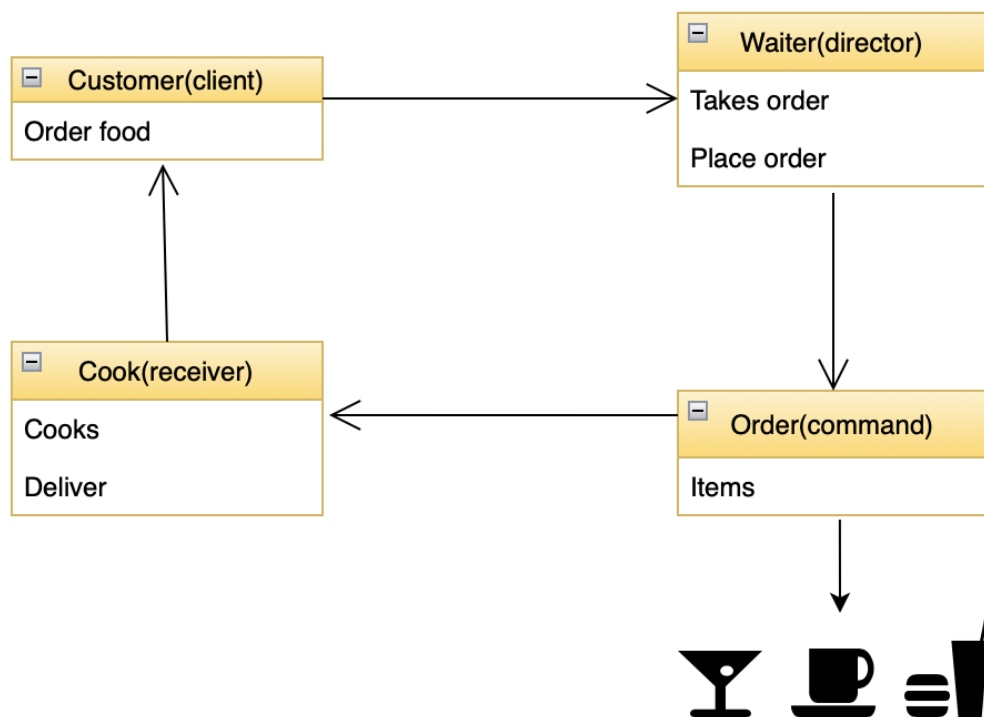 Customer(client)
Order food
Waiter(director)
Takes order
Place order
Cook(receiver)
Cooks
Deliver
Order(command)
Items